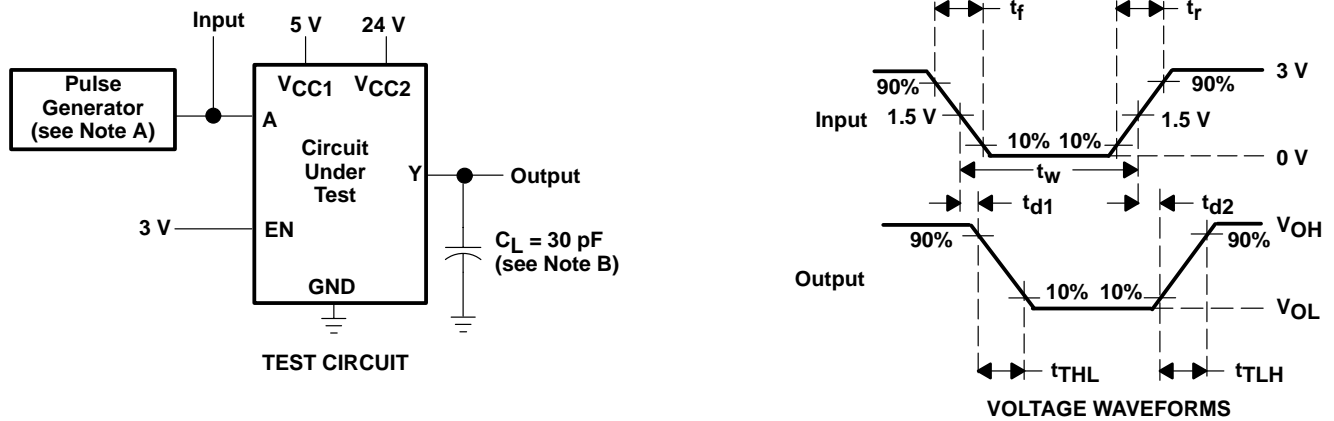 Input
5 V
24 V
Pulse
Generator
(see Note A)
VCC1
VCC2
A
Circuit
Under
Test
Y
Output
3 V
EN
CL = 30 pF
(see Note B)
GND
TEST CIRCUIT
tf
tr
3 V
90%
90%
Input
1.5 V
1.5 V
10%
10%
0 V
tw
td1
td2
VOH
90%
90%
Output
10%
10%
VOL
tTHL
tTLH
VOLTAGE WAVEFORMS